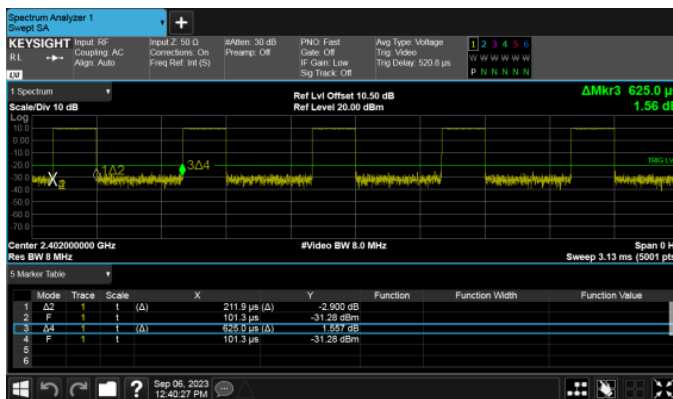 Spectrum Analyzer 1
Swept SA
+
KEYSIGHT
RL
LXI
Input: RF
Coupling: AC
Align: Auto
Input Z: 50 Ω
Corrections: On
Freq Ref: Int (S)
#Atten: 30 dB
Preamp: Off
PNO: Fast
Gate: Off
IF Gain: Low
Sig Track: Off
Avg Type: Voltage
Trig: Video
Trig Delay: 520.8 µs
1 2 3 4 5 6
W W W W W W
P N N N N N
1 Spectrum
Scale/Div 10 dB
Ref Lvl Offset 10.50 dB
Ref Level 20.00 dBm
ΔMkr3 625.0 µ
1.56 d
Log
10.0
0.00
-10.0
-20.0
-30.0
-40.0
-50.0
-60.0
-70.0
1Δ2
3Δ4
TRIG LV
Center 2.402000000 GHz
Res BW 8 MHz
#Video BW 8.0 MHz
Span 0 H
Sweep 3.13 ms (5001 pts
5 Marker Table
Mode Trace Scale X Y Function Function Width Function Value
1 Δ2 1 t (Δ) 211.9 µs (Δ) -2.900 dB
2 F 1 t 101.3 µs -31.28 dBm
3 Δ4 1 t (Δ) 625.0 µs (Δ) 1.557 dB
4 F 1 t 101.3 µs -31.28 dBm
5
6
?
Sep 06, 2023
12:40:27 PM